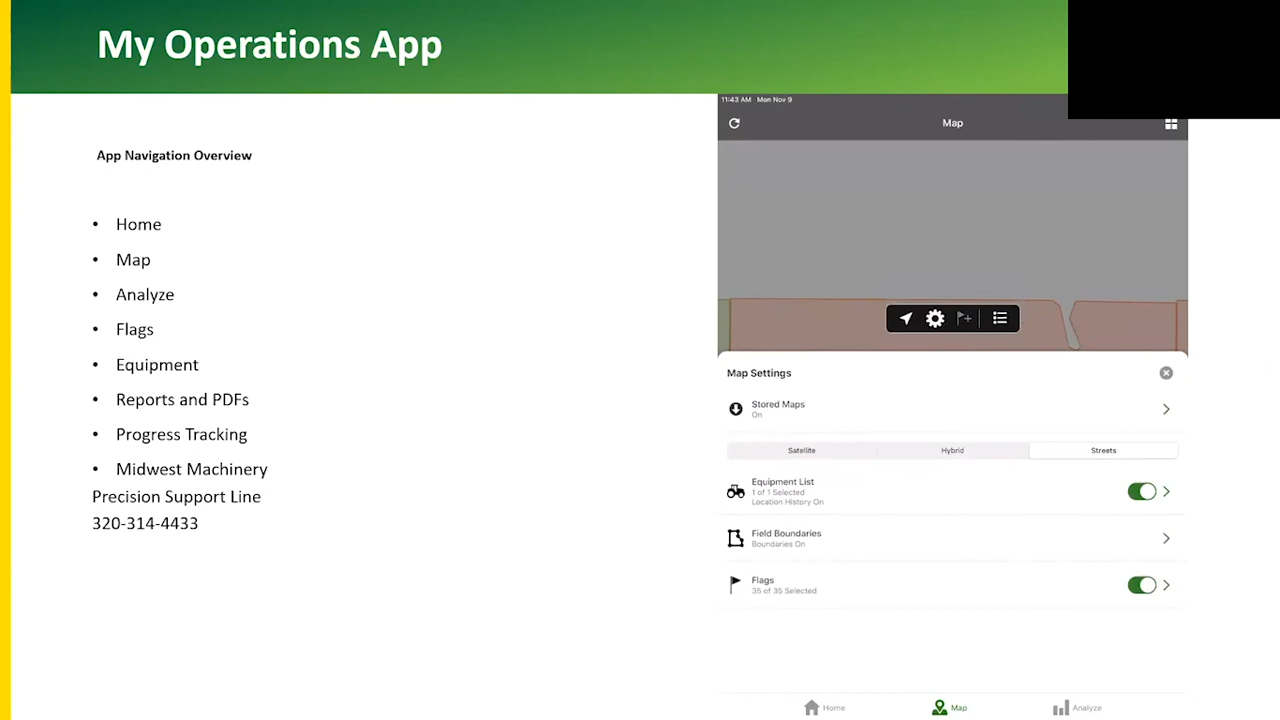 My Operations App
App Navigation Overview
• Home
• Map
• Analyze
• Flags
• Equipment
• Reports and PDFs
• Progress Tracking
• Midwest Machinery
Precision Support Line
320-314-4433
11:43 AM Mon Nov 9
Map
Map Settings
Stored Maps
On
Satellite Hybrid Streets
Equipment List
1 of 1 Selected
Location History On
Field Boundaries
Boundaries On
Flags
35 of 35 Selected
Home Map Analyze